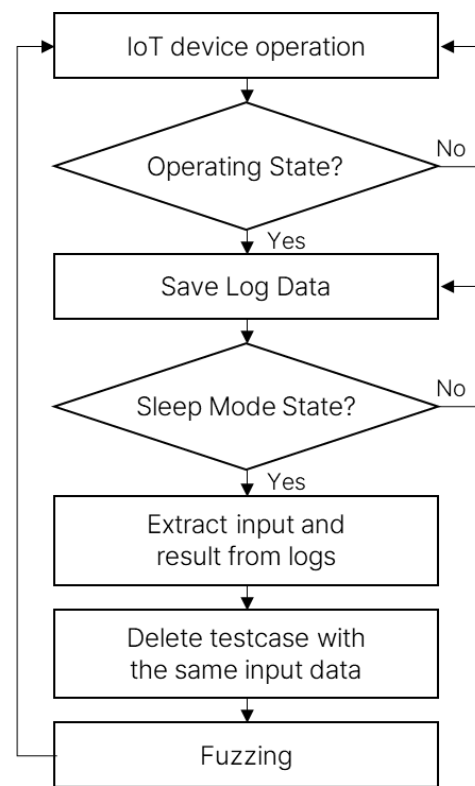 IoT device operation
Operating State?
No
Yes
Save Log Data
Sleep Mode State?
No
Yes
Extract input and
result from logs
Delete testcase with
the same input data
Fuzzing